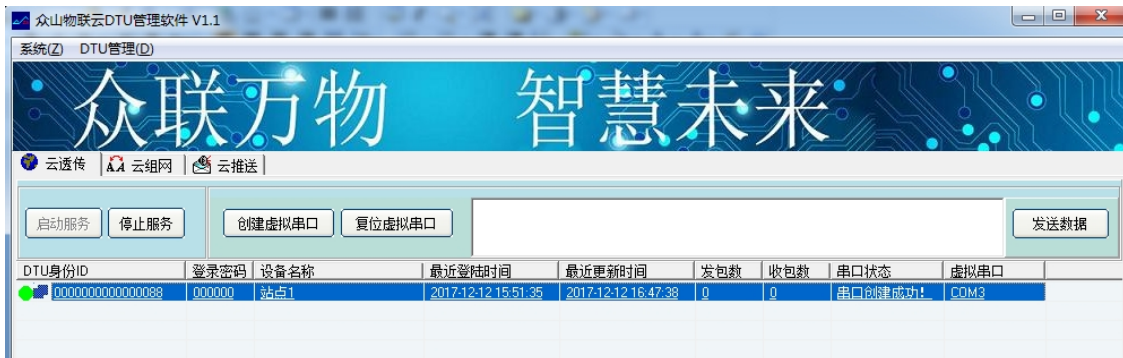 众山物联云DTU管理软件 V1.1
系统(Z) DTU管理(D)
众联万物 智慧未来
云透传 云组网 云推送
启动服务 停止服务 创建虚拟串口 复位虚拟串口 发送数据
DTU身份ID 登录密码 设备名称 最近登陆时间 最近更新时间 发包数 收包数 串口状态 虚拟串口
0000000000000088 000000 站点1 2017-12-12 15:51:35 2017-12-12 16:47:38 0 0 串口创建成功! COM3